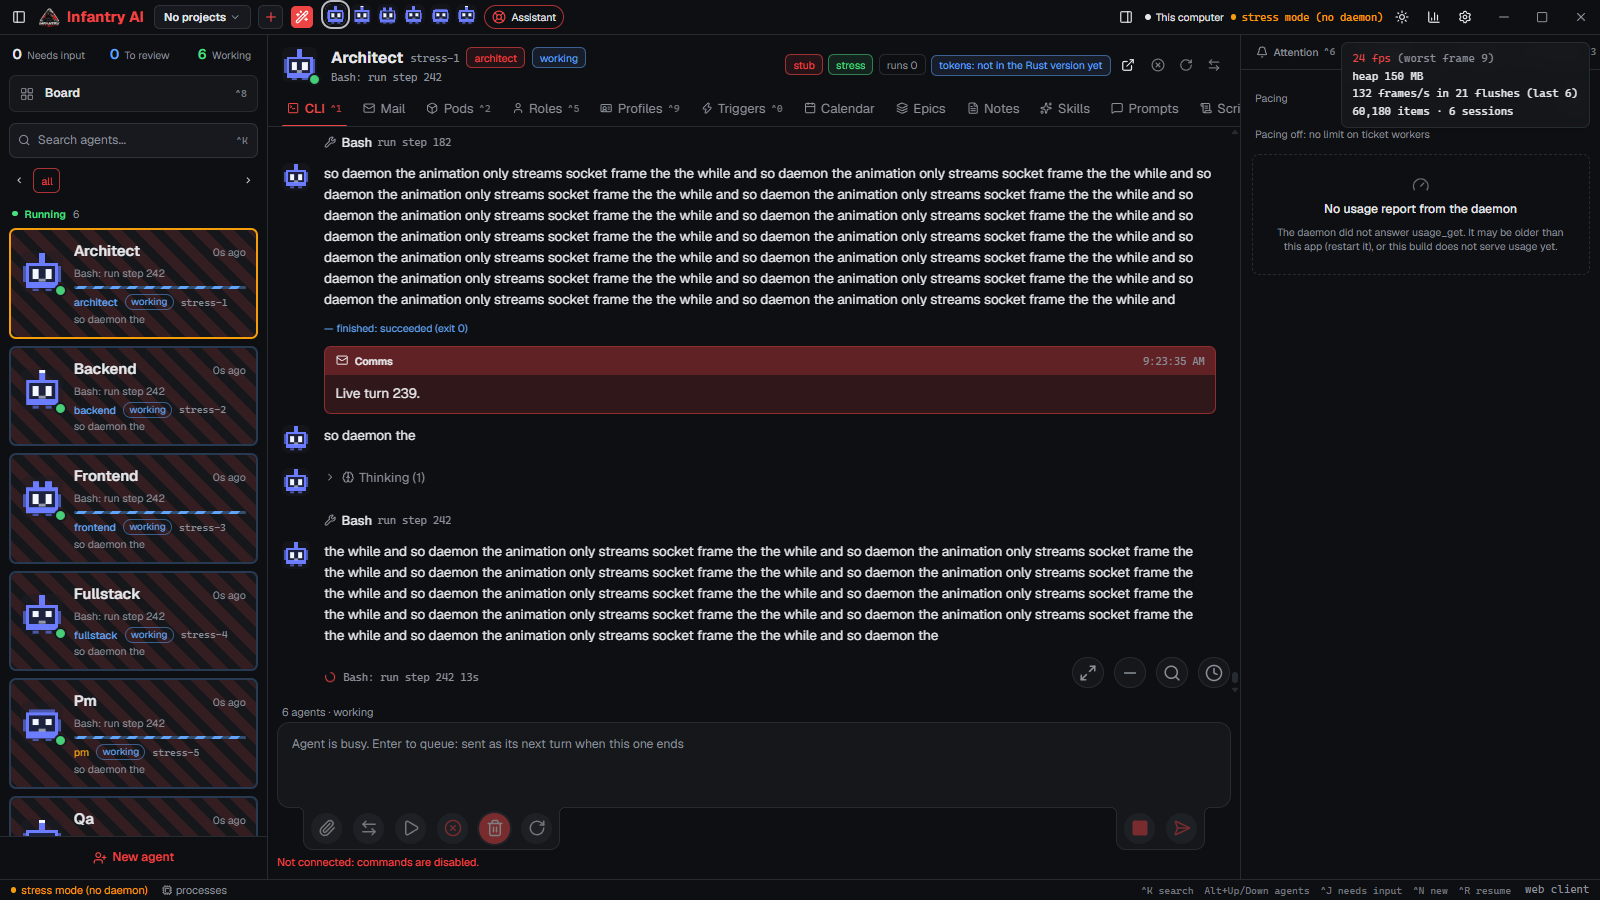 Infantry AI
No projects
Assistant
This computer
stress mode (no daemon)
0 Needs input
0 To review
6 Working
Board ^8
Search agents... ^K
all
Running 6
Architect 0s ago
Bash: run step 242
architect working stress-1
so daemon the
Backend 0s ago
Bash: run step 242
backend working stress-2
so daemon the
Frontend 0s ago
Bash: run step 242
frontend working stress-3
so daemon the
Fullstack 0s ago
Bash: run step 242
fullstack working stress-4
so daemon the
Pm 0s ago
Bash: run step 242
pm working stress-5
so daemon the
Qa 0s ago
New agent
Architect stress-1 architect working
Bash: run step 242
stub stress runs 0 tokens: not in the Rust version yet
CLI ^1 Mail Pods ^2 Roles ^5 Profiles ^9 Triggers ^0 Calendar Epics Notes Skills Prompts Scri
Bash run step 182
so daemon the animation only streams socket frame the the while and so daemon the animation only streams socket frame the the while and so
daemon the animation only streams socket frame the the while and so daemon the animation only streams socket frame the the while and so
daemon the animation only streams socket frame the the while and so daemon the animation only streams socket frame the the while and so
daemon the animation only streams socket frame the the while and so daemon the animation only streams socket frame the the while and so
daemon the animation only streams socket frame the the while and so daemon the animation only streams socket frame the the while and so
daemon the animation only streams socket frame the the while and so daemon the animation only streams socket frame the the while and so
daemon the animation only streams socket frame the the while and so daemon the animation only streams socket frame the the while and
— finished: succeeded (exit 0)
Comms 9:23:35 AM
Live turn 239.
so daemon the
Thinking (1)
Bash run step 242
the while and so daemon the animation only streams socket frame the the while and so daemon the animation only streams socket frame the
the while and so daemon the animation only streams socket frame the the while and so daemon the animation only streams socket frame the
the while and so daemon the animation only streams socket frame the the while and so daemon the animation only streams socket frame the
the while and so daemon the animation only streams socket frame the the while and so daemon the animation only streams socket frame the
the while and so daemon the animation only streams socket frame the the while and so daemon the
Bash: run step 242 13s
6 agents · working
Agent is busy. Enter to queue: sent as its next turn when this one ends
Not connected: commands are disabled.
Attention ^6
3
24 fps (worst frame 9)
heap 150 MB
132 frames/s in 21 flushes (last 6)
60,180 items · 6 sessions
Pacing
Pacing off: no limit on ticket workers
No usage report from the daemon
The daemon did not answer usage_get. It may be older than
this app (restart it), or this build does not serve usage yet.
stress mode (no daemon) processes
^K search Alt+Up/Down agents ^J needs input ^N new ^R resume web client